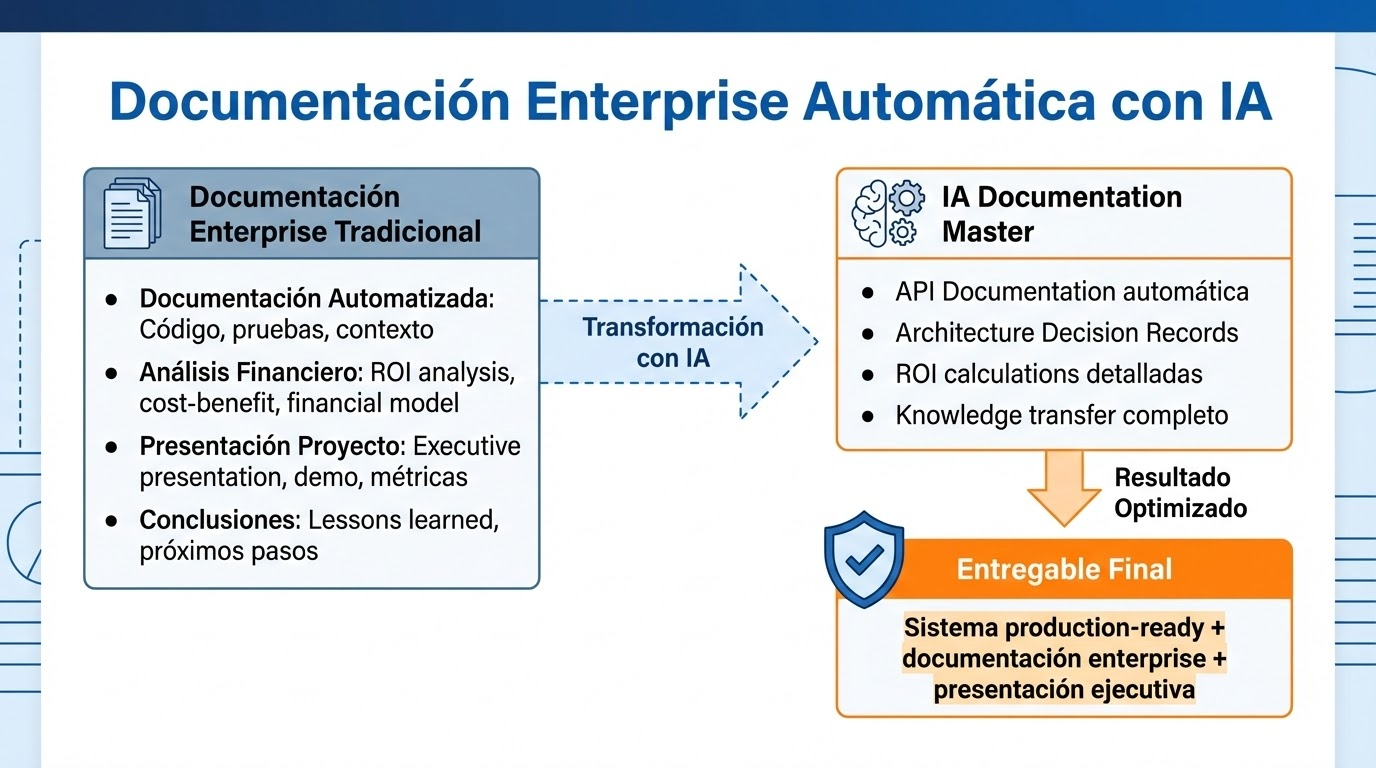 Documentación Enterprise Automática con IA
Documentación
Enterprise Tradicional
● Documentación Automatizada:
Código, pruebas, contexto
● Análisis Financiero: ROI analysis,
cost-benefit, financial model
● Presentación Proyecto: Executive
presentation, demo, métricas
● Conclusiones: Lessons learned,
próximos pasos
Transformación
con IA
IA Documentation
Master
● API Documentation automática
● Architecture Decision Records
● ROI calculations detalladas
● Knowledge transfer completo
Resultado
Optimizado
Entregable Final
Sistema production-ready +
documentación enterprise +
presentación ejecutiva